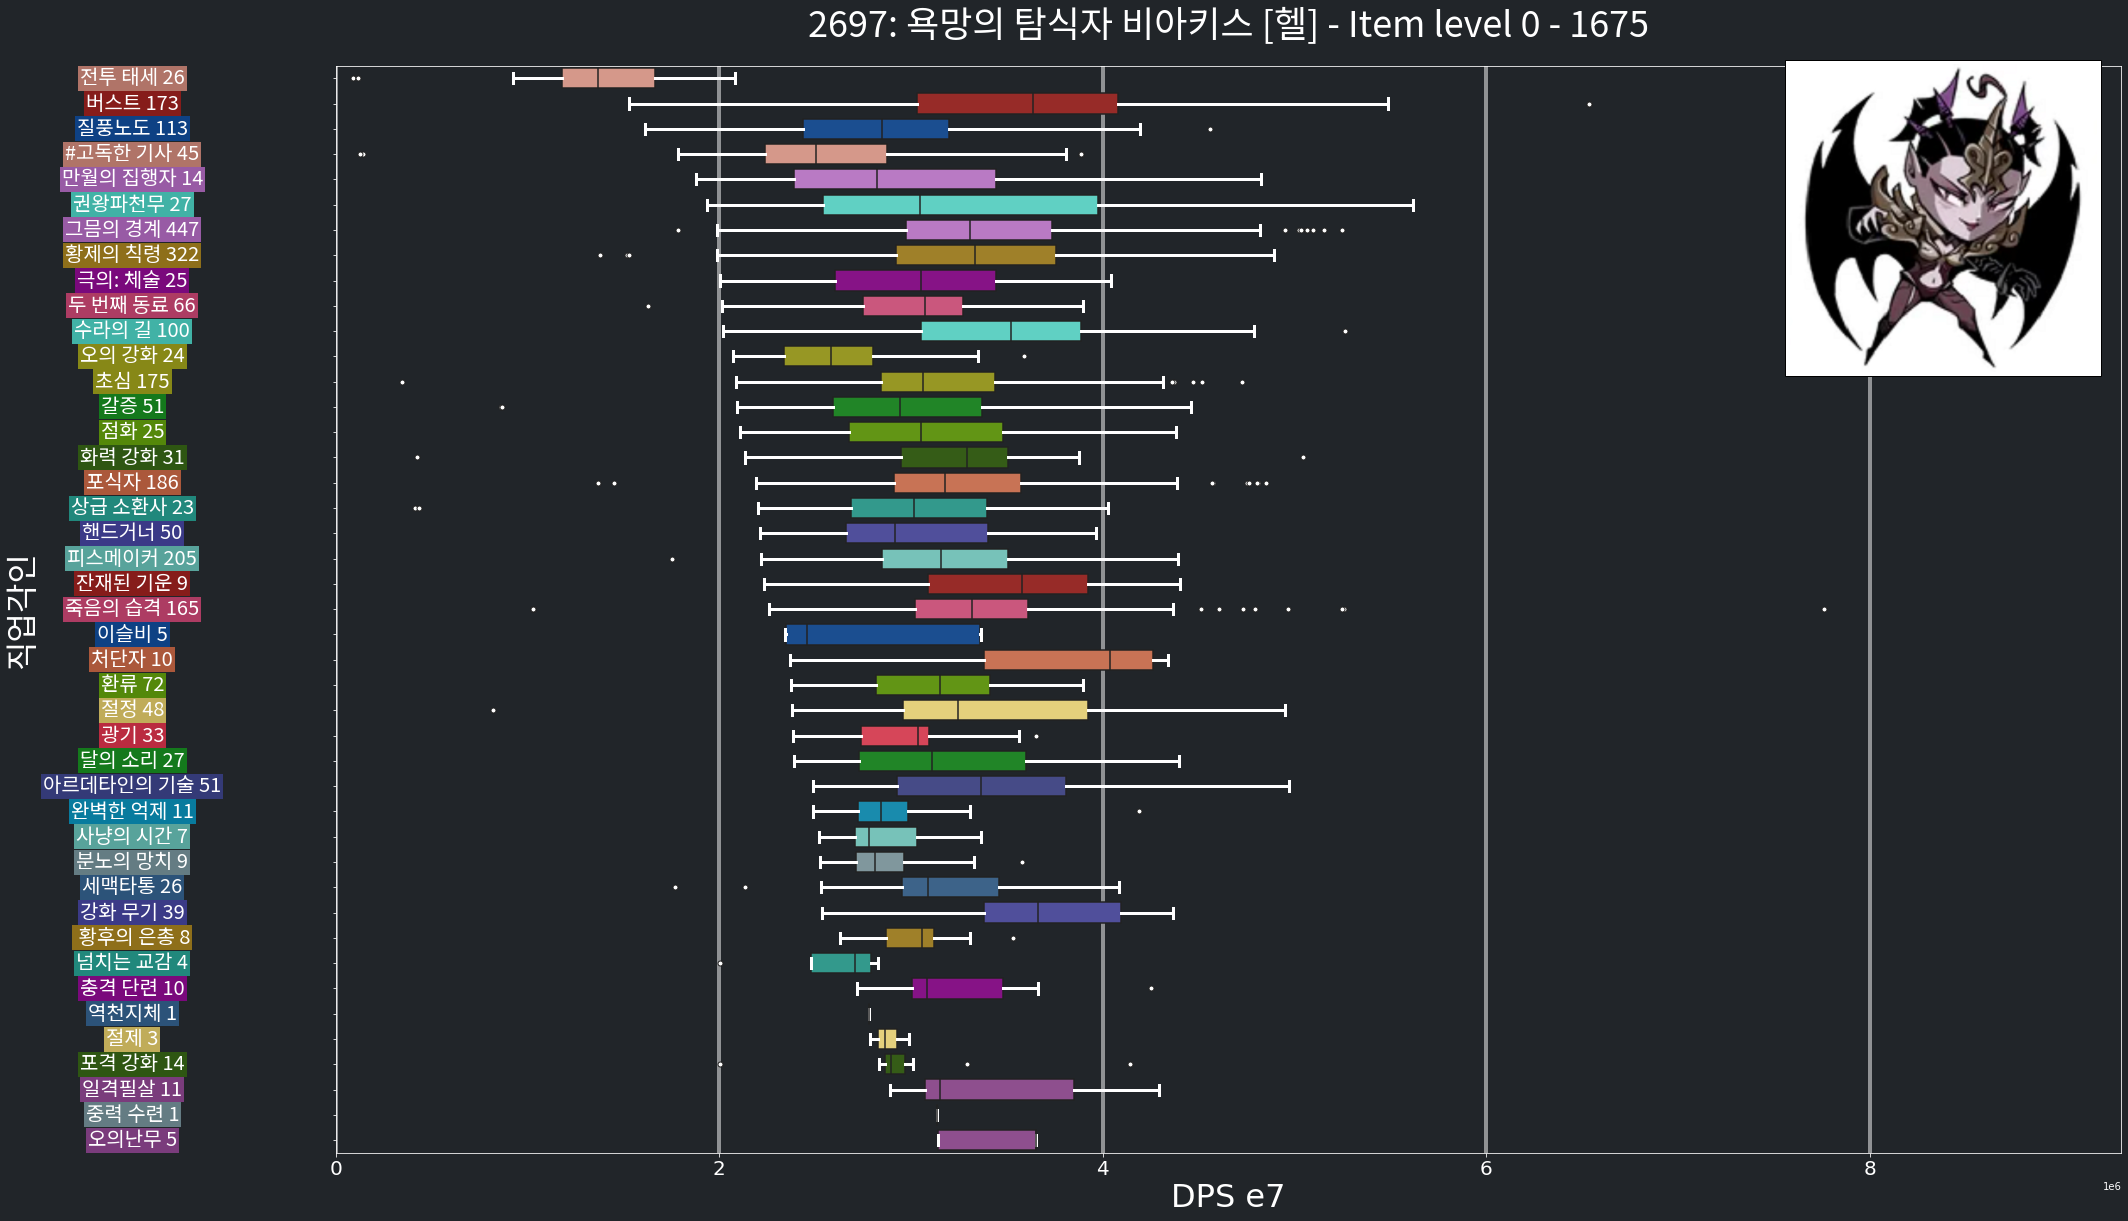 2697: 욕망의 탐식자 비아키스 [헬] - Item level 0 - 1675
직업각인
전투 태세 26
버스트 173
질풍노도 113
#고독한 기사 45
만월의 집행자 14
권왕파천무 27
그믐의 경계 447
황제의 칙령 322
극의: 체술 25
두 번째 동료 66
수라의 길 100
오의 강화 24
초심 175
갈증 51
점화 25
화력 강화 31
포식자 186
상급 소환사 23
핸드거너 50
피스메이커 205
잔재된 기운 9
죽음의 습격 165
이슬비 5
처단자 10
환류 72
절정 48
광기 33
달의 소리 27
아르데타인의 기술 51
완벽한 억제 11
사냥의 시간 7
분노의 망치 9
세맥타통 26
강화 무기 39
황후의 은총 8
넘치는 교감 4
충격 단련 10
역천지체 1
절제 3
포격 강화 14
일격필살 11
중력 수련 1
오의난무 5
0 2 4 6 8
1e6
DPS e7